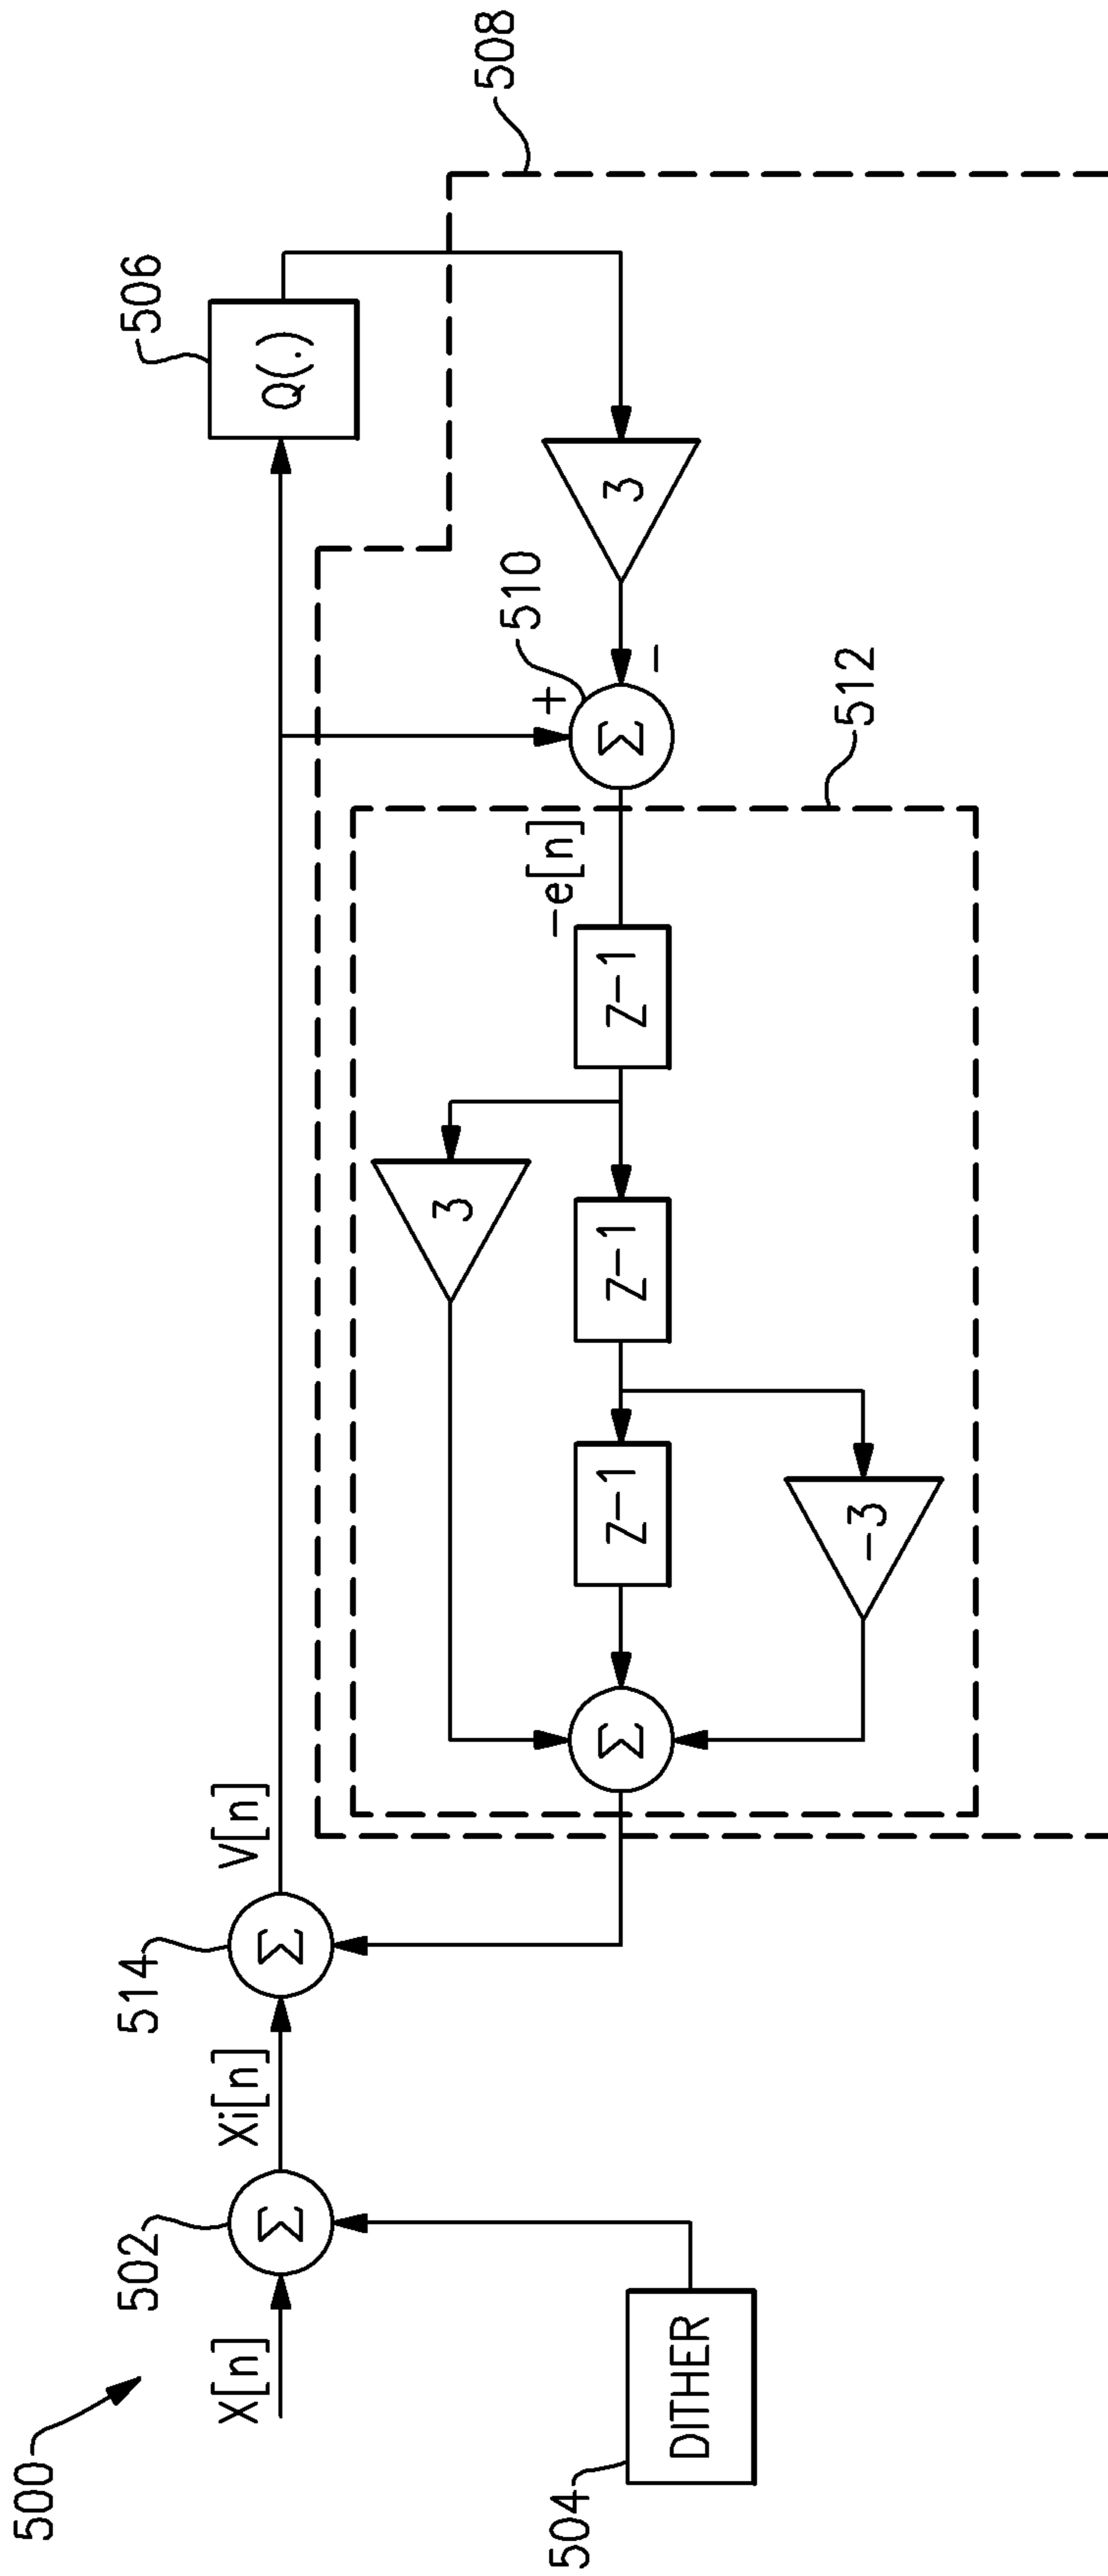 500
X[n]
502
Σ
Xi[n]
514
Σ
V[n]
506
Q(.)
508
504
DITHER
512
510
+
−
3
−e[n]
Z−1
3
Z−1
Z−1
−3
Σ
Σ